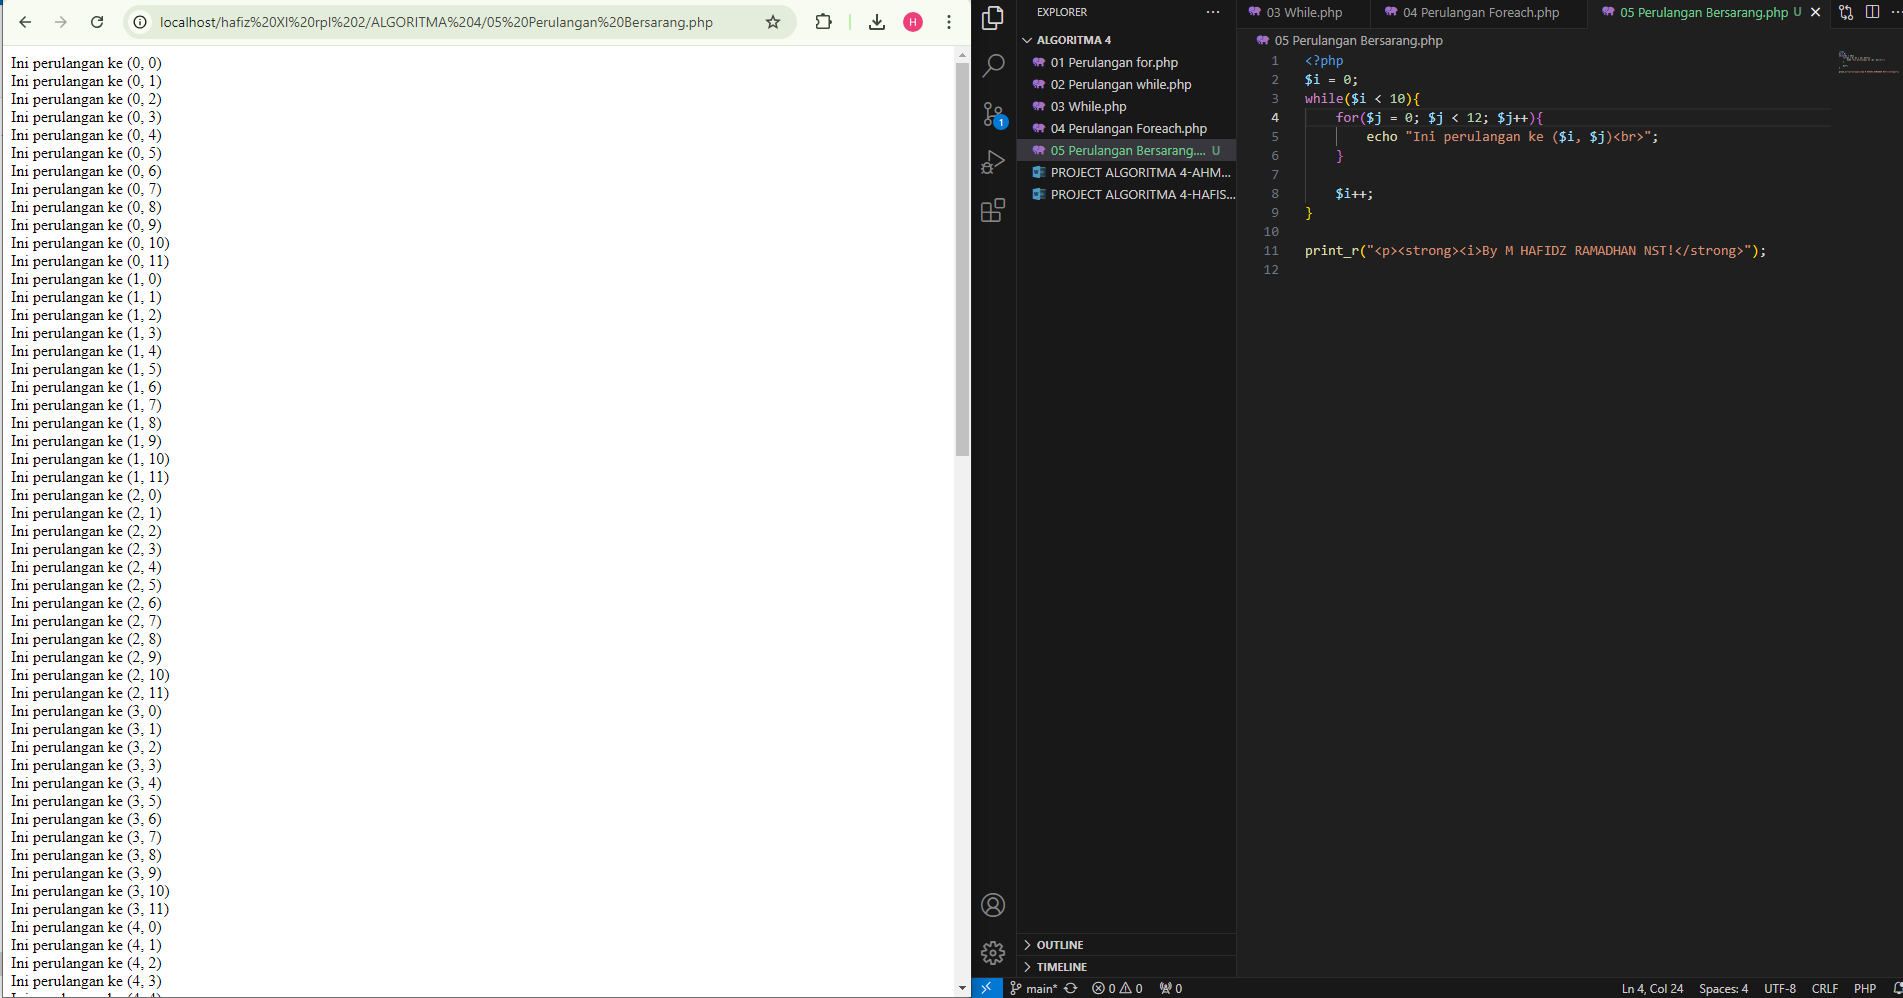 localhost/hafiz%20XI%20rpl%202/ALGORITMA%204/05%20Perulangan%20Bersarang.php
H
Ini perulangan ke (0, 0)
Ini perulangan ke (0, 1)
Ini perulangan ke (0, 2)
Ini perulangan ke (0, 3)
Ini perulangan ke (0, 4)
Ini perulangan ke (0, 5)
Ini perulangan ke (0, 6)
Ini perulangan ke (0, 7)
Ini perulangan ke (0, 8)
Ini perulangan ke (0, 9)
Ini perulangan ke (0, 10)
Ini perulangan ke (0, 11)
Ini perulangan ke (1, 0)
Ini perulangan ke (1, 1)
Ini perulangan ke (1, 2)
Ini perulangan ke (1, 3)
Ini perulangan ke (1, 4)
Ini perulangan ke (1, 5)
Ini perulangan ke (1, 6)
Ini perulangan ke (1, 7)
Ini perulangan ke (1, 8)
Ini perulangan ke (1, 9)
Ini perulangan ke (1, 10)
Ini perulangan ke (1, 11)
Ini perulangan ke (2, 0)
Ini perulangan ke (2, 1)
Ini perulangan ke (2, 2)
Ini perulangan ke (2, 3)
Ini perulangan ke (2, 4)
Ini perulangan ke (2, 5)
Ini perulangan ke (2, 6)
Ini perulangan ke (2, 7)
Ini perulangan ke (2, 8)
Ini perulangan ke (2, 9)
Ini perulangan ke (2, 10)
Ini perulangan ke (2, 11)
Ini perulangan ke (3, 0)
Ini perulangan ke (3, 1)
Ini perulangan ke (3, 2)
Ini perulangan ke (3, 3)
Ini perulangan ke (3, 4)
Ini perulangan ke (3, 5)
Ini perulangan ke (3, 6)
Ini perulangan ke (3, 7)
Ini perulangan ke (3, 8)
Ini perulangan ke (3, 9)
Ini perulangan ke (3, 10)
Ini perulangan ke (3, 11)
Ini perulangan ke (4, 0)
Ini perulangan ke (4, 1)
Ini perulangan ke (4, 2)
Ini perulangan ke (4, 3)
Ini perulangan ke (4, 4)
1
EXPLORER ···
ALGORITMA 4
01 Perulangan for.php
02 Perulangan while.php
03 While.php
04 Perulangan Foreach.php
05 Perulangan Bersarang.... U
PROJECT ALGORITMA 4-AHM...
PROJECT ALGORITMA 4-HAFIS...
OUTLINE
TIMELINE
03 While.php 04 Perulangan Foreach.php 05 Perulangan Bersarang.php U
05 Perulangan Bersarang.php
1 <?php
2 $i = 0;
3 while($i < 10){
4 for($j = 0; $j < 12; $j++){
5 echo "Ini perulangan ke ($i, $j)<br>";
6 }
7
8 $i++;
9 }
10
11 print_r("<p><strong><i>By M HAFIDZ RAMADHAN NST!</strong>");
12
main* 0 0 0 Ln 4, Col 24 Spaces: 4 UTF-8 CRLF PHP